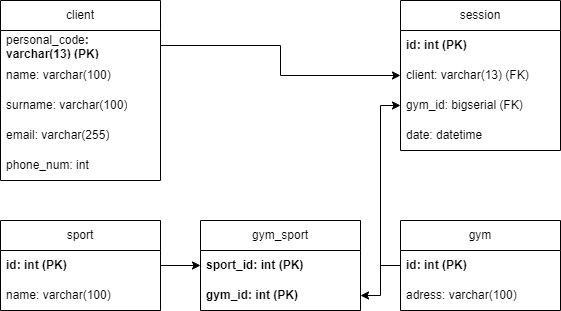 client
personal_code:
varchar(13) (PK)
name: varchar(100)
surname: varchar(100)
email: varchar(255)
phone_num: int
session
id: int (PK)
client: varchar(13) (FK)
gym_id: bigserial (FK)
date: datetime
sport
id: int (PK)
name: varchar(100)
gym_sport
sport_id: int (PK)
gym_id: int (PK)
gym
id: int (PK)
adress: varchar(100)